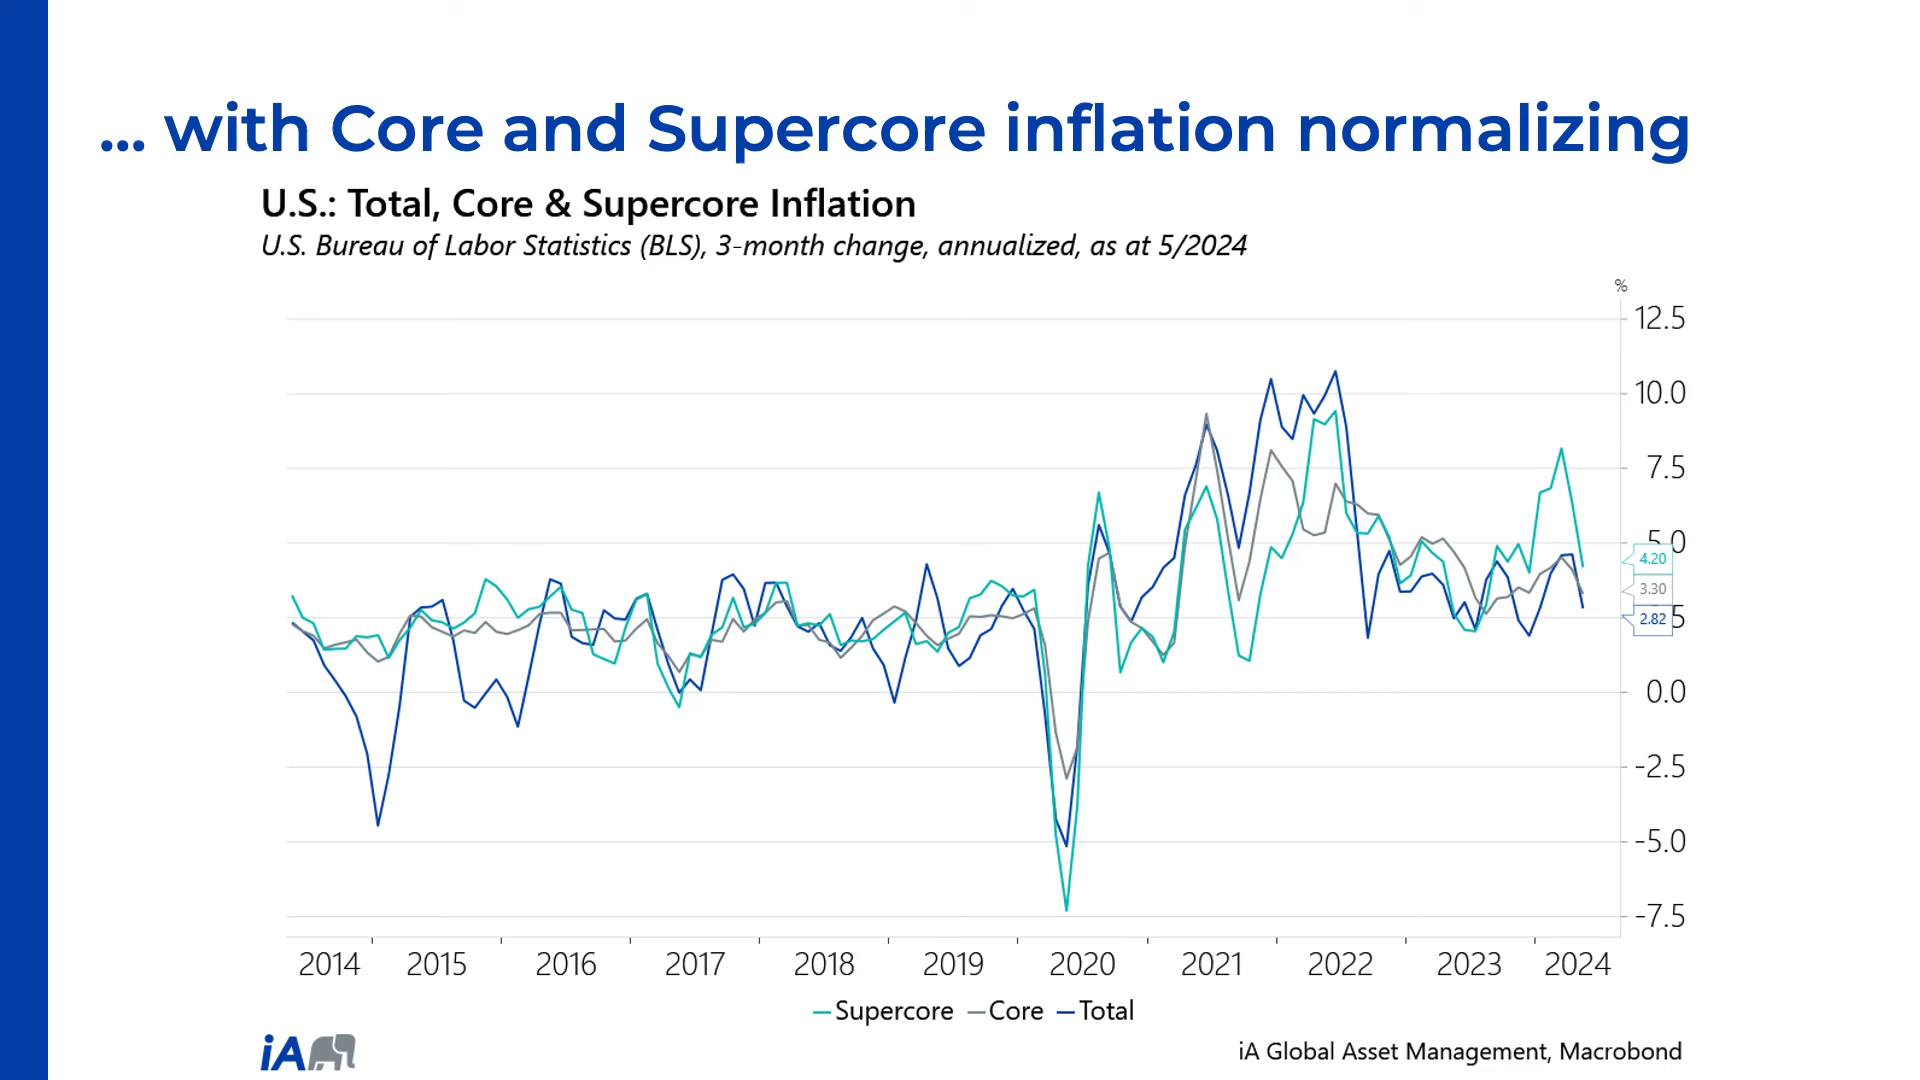 ... with Core and Supercore inflation normalizing
U.S.: Total, Core & Supercore Inflation
U.S. Bureau of Labor Statistics (BLS), 3-month change, annualized, as at 5/2024
%
12.5
10.0
7.5
5.0
4.20
3.30
2.82
5
0.0
-2.5
-5.0
-7.5
2014 2015 2016 2017 2018 2019 2020 2021 2022 2023 2024
Supercore Core Total
iA
iA Global Asset Management, Macrobond